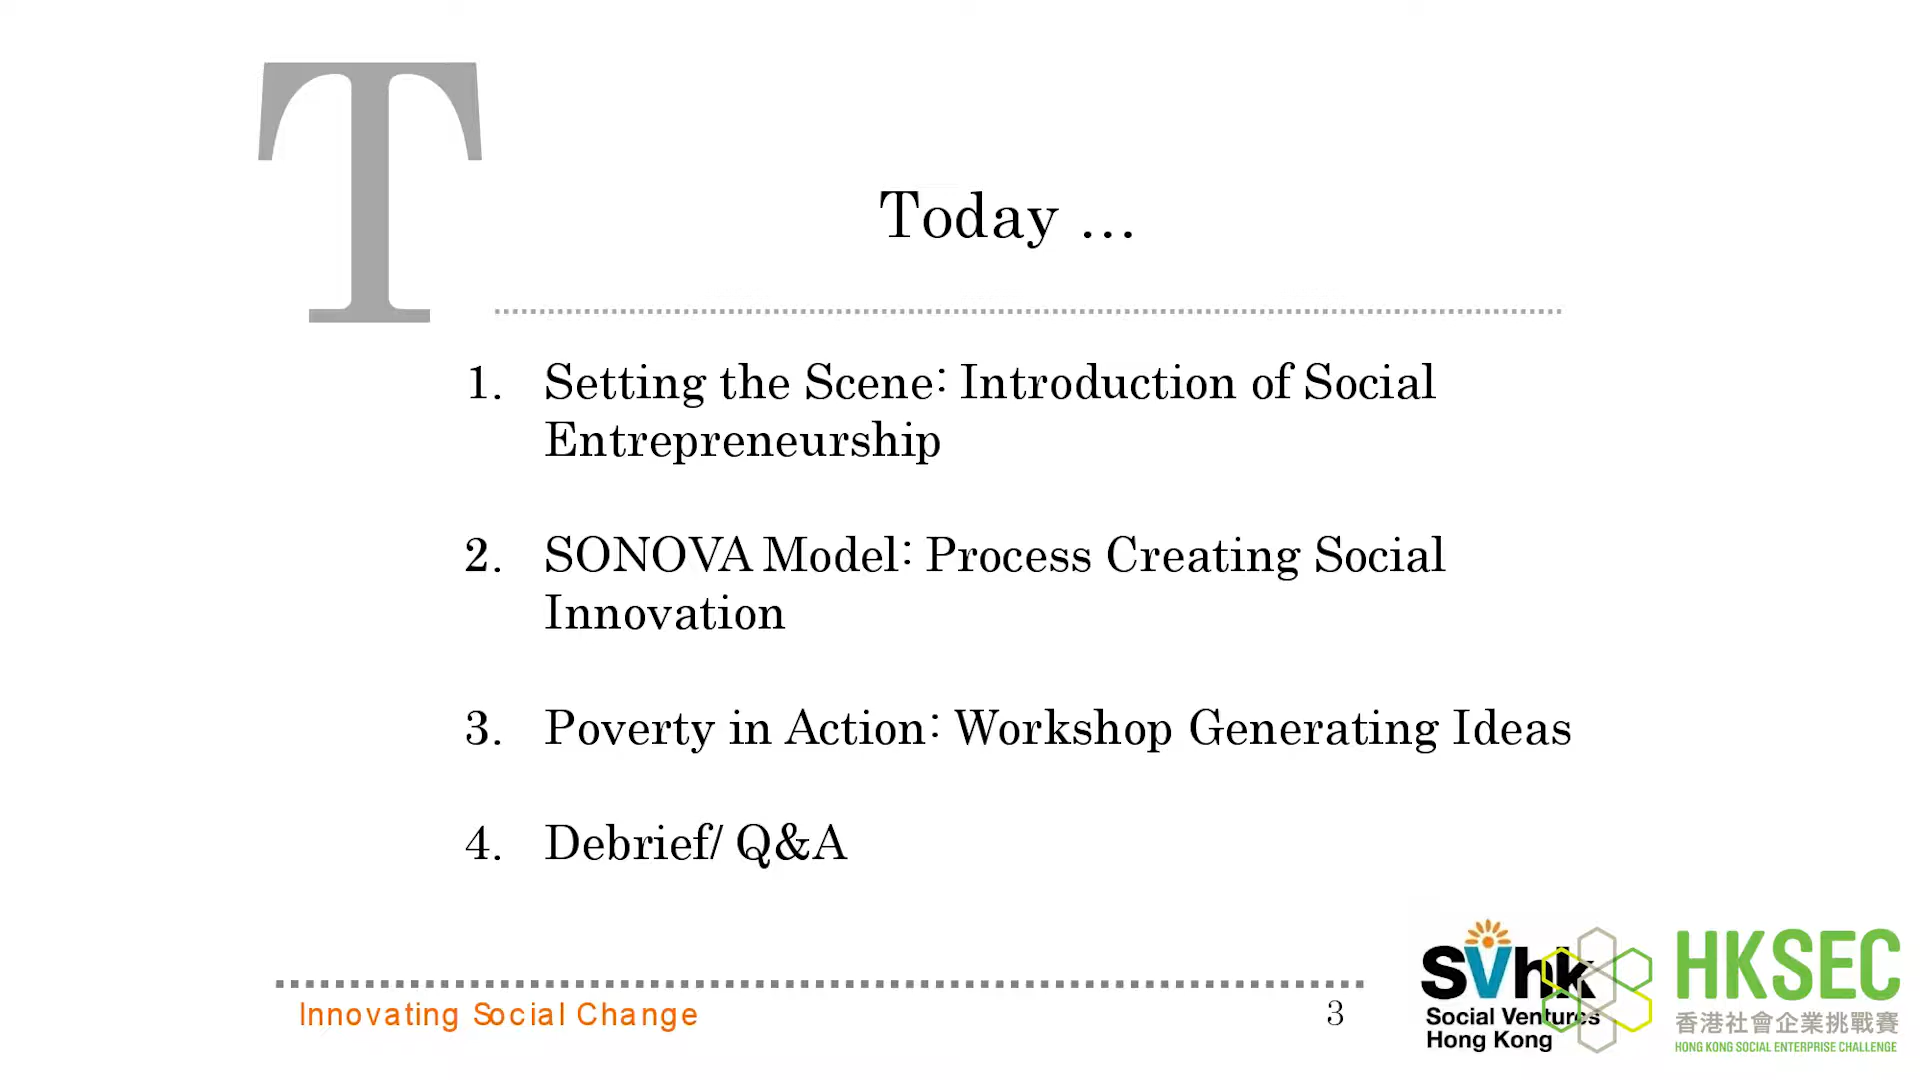 T
Today ...
1. Setting the Scene: Introduction of Social
Entrepreneurship
2. SONOVA Model: Process Creating Social
Innovation
3. Poverty in Action: Workshop Generating Ideas
4. Debrief/ Q&A
Innovating Social Change
3
SVhk
Social Ventures
Hong Kong
HKSEC
香港社會企業挑戰賽
HONG KONG SOCIAL ENTERPRISE CHALLENGE